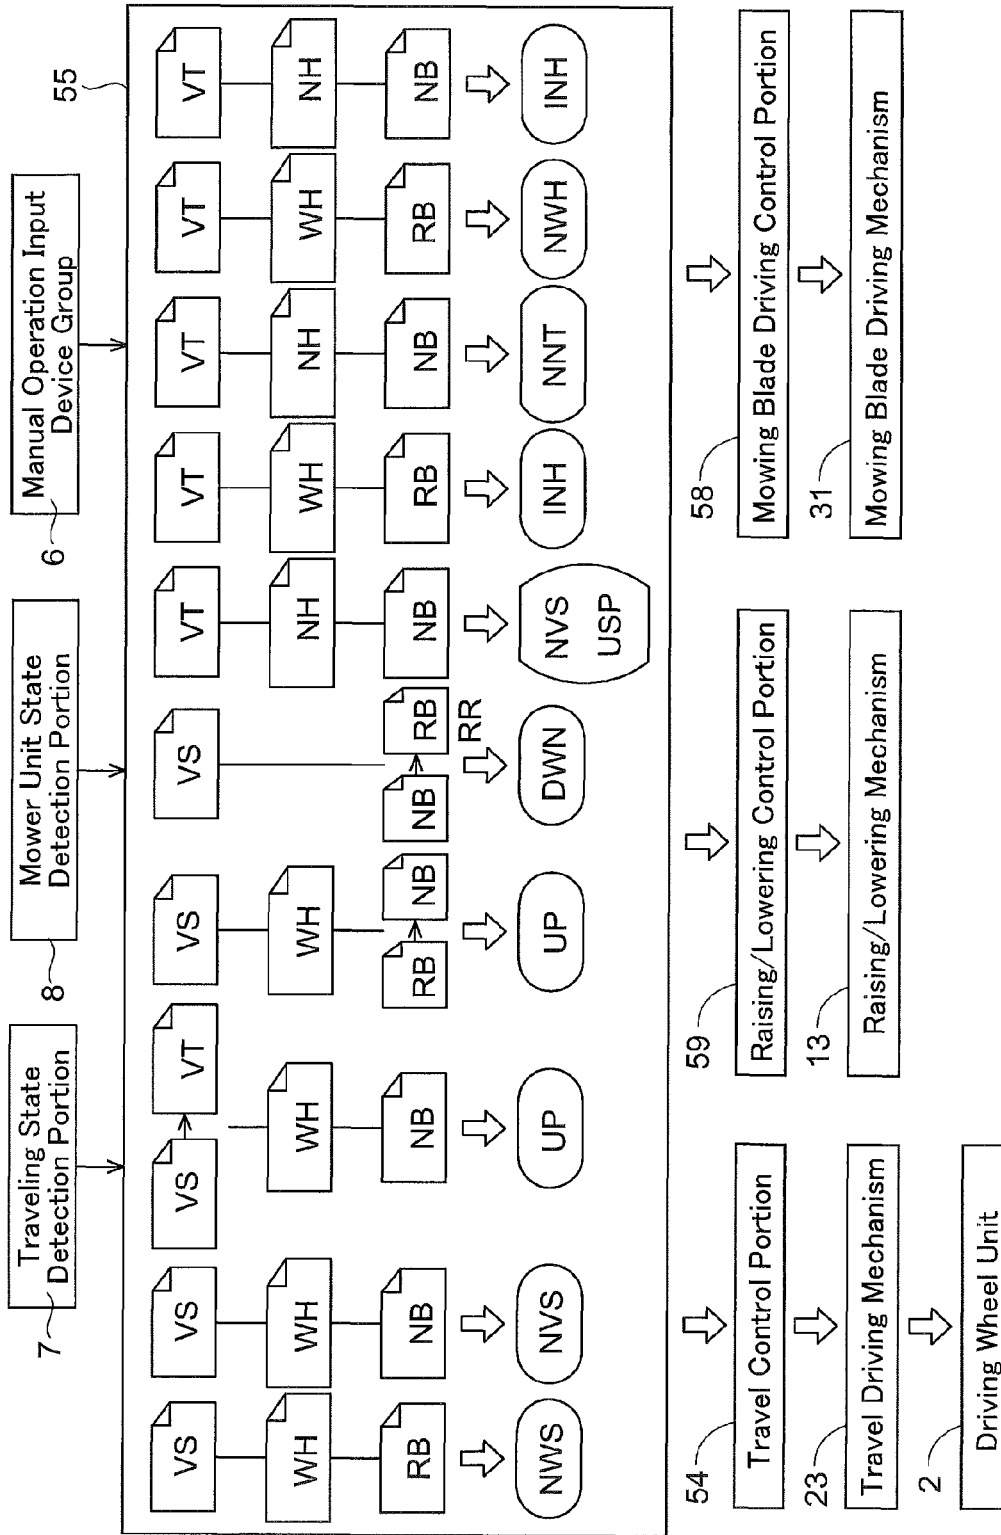 Traveling State
Detection Portion
7
Mower Unit State
Detection Portion
8
Manual Operation Input
Device Group
6
55
VS VS VS VT VS VS VT VT VT VT VT
WH WH WH WH NH WH NH WH NH
RB NB NB RB NB NB RB NB RB NB RB NB
RR
NWS NVS UP UP DWN NVS INH NNT NWH INH
USP
54
Travel Control Portion
23
Travel Driving Mechanism
2
Driving Wheel Unit
59
Raising/Lowering Control Portion
13
Raising/Lowering Mechanism
58
Mowing Blade Driving Control Portion
31
Mowing Blade Driving Mechanism